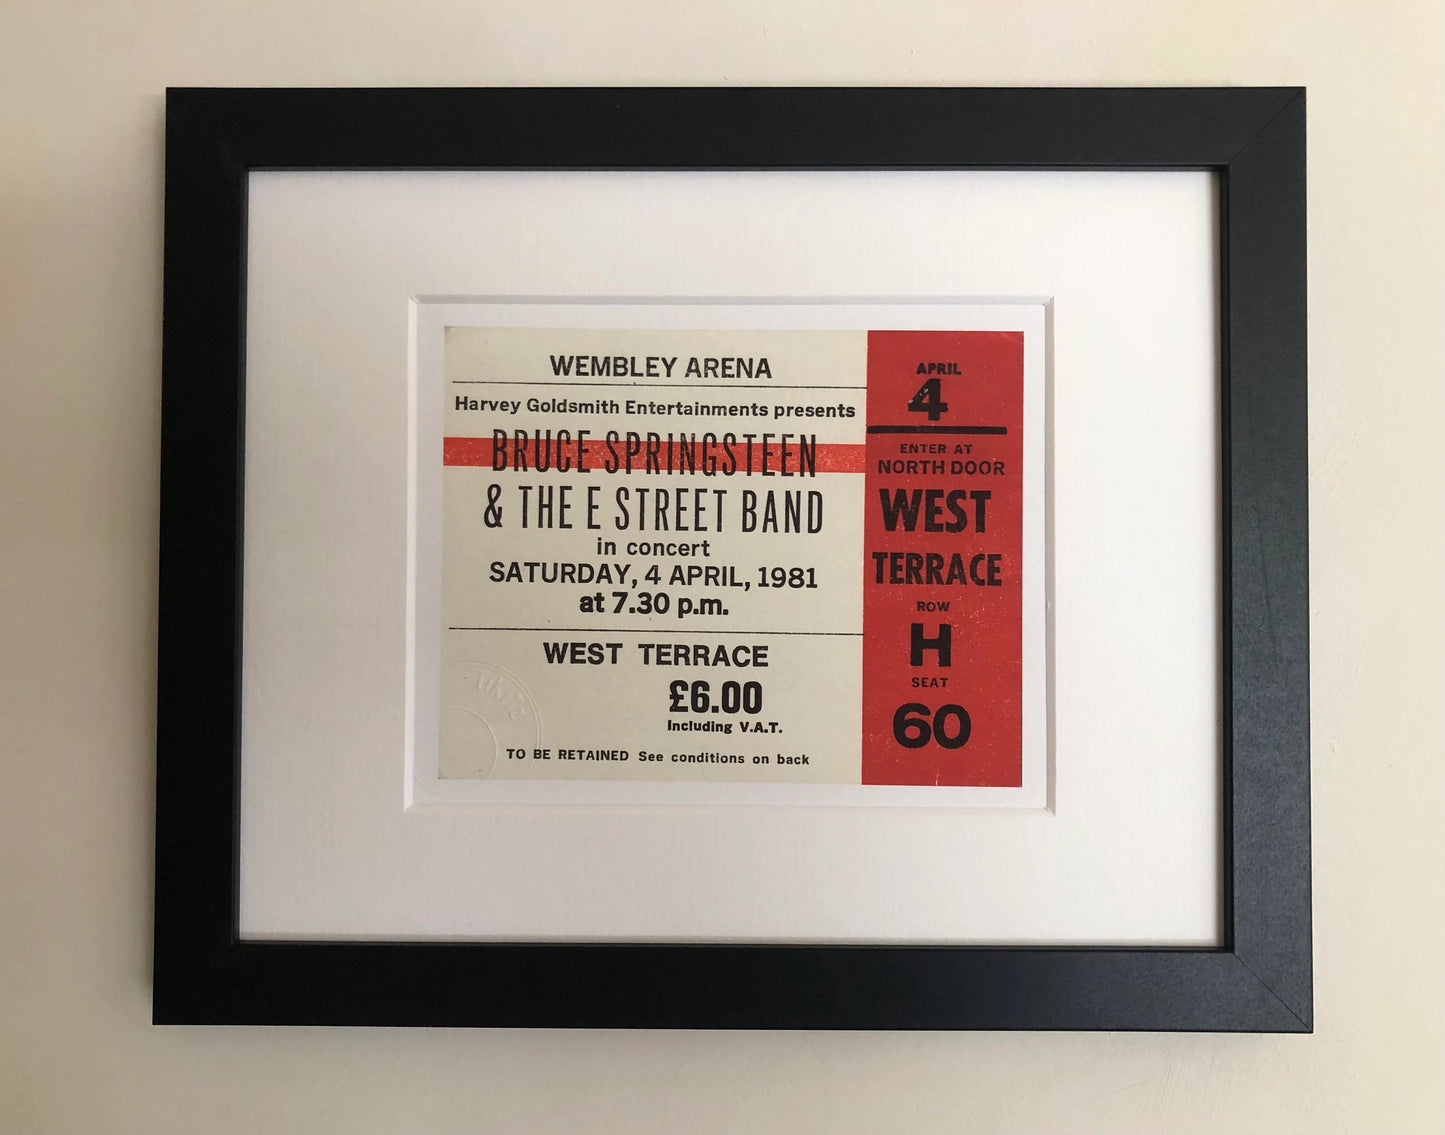 WEMBLEY ARENA
Harvey Goldsmith Entertainments presents
BRUCE SPRINGSTEEN
& THE E STREET BAND
in concert
SATURDAY, 4 APRIL, 1981
at 7.30 p.m.
WEST TERRACE
£6.00
Including V.A.T.
TO BE RETAINED See conditions on back
APRIL
4
ENTER AT
NORTH DOOR
WEST
TERRACE
ROW
H
SEAT
60